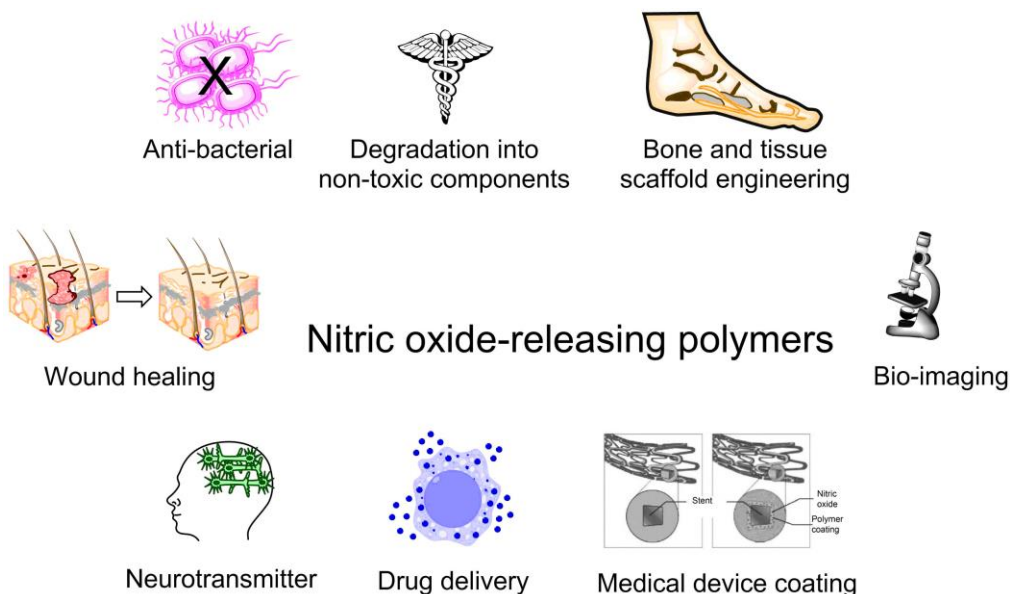 X
Anti-bacterial
Degradation into
non-toxic components
Bone and tissue
scaffold engineering
Wound healing
Nitric oxide-releasing polymers
Bio-imaging
Neurotransmitter
Drug delivery
Stent
Nitric
oxide
Polymer
coating
Medical device coating